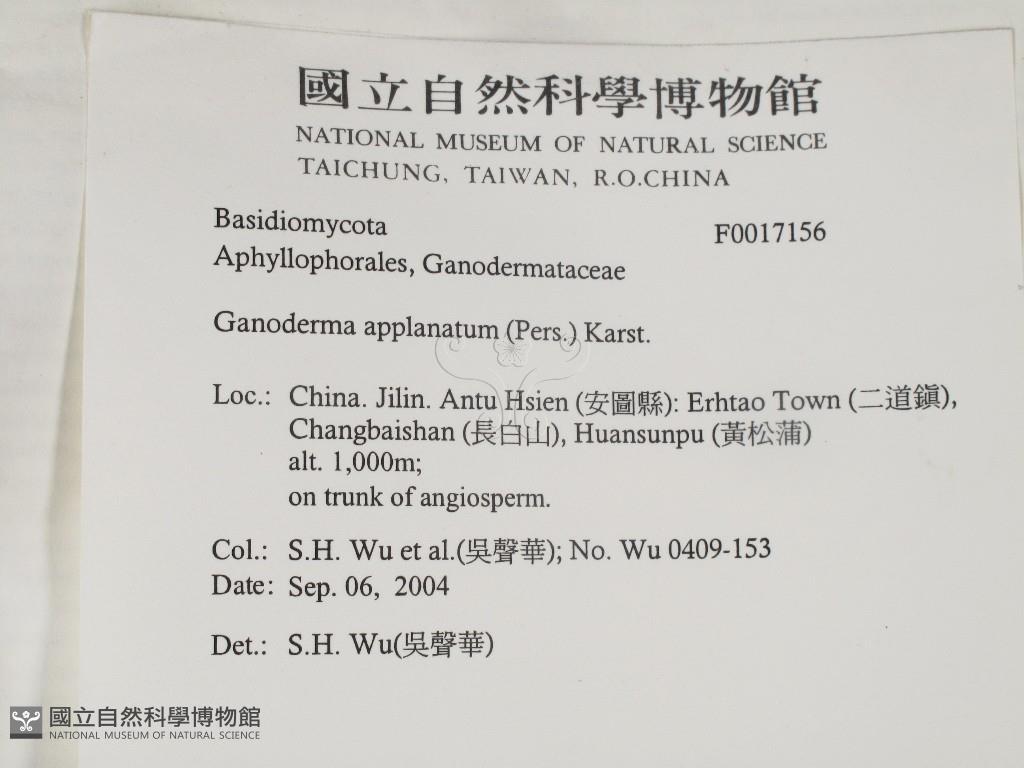 國立自然科學博物館
NATIONAL MUSEUM OF NATURAL SCIENCE
TAICHUNG, TAIWAN, R.O.CHINA
Basidiomycota F0017156
Aphyllophorales, Ganodermataceae
Ganoderma applanatum (Pers.) Karst.
Loc.: China. Jilin. Antu Hsien (安圖縣): Erhtao Town (二道鎮),
Changbaishan (長白山), Huansunpu (黃松蒲)
alt. 1,000m;
on trunk of angiosperm.
Col.: S.H. Wu et al.(吳聲華); No. Wu 0409-153
Date: Sep. 06, 2004
Det.: S.H. Wu(吳聲華)
國立自然科學博物館
NATIONAL MUSEUM OF NATURAL SCIENCE